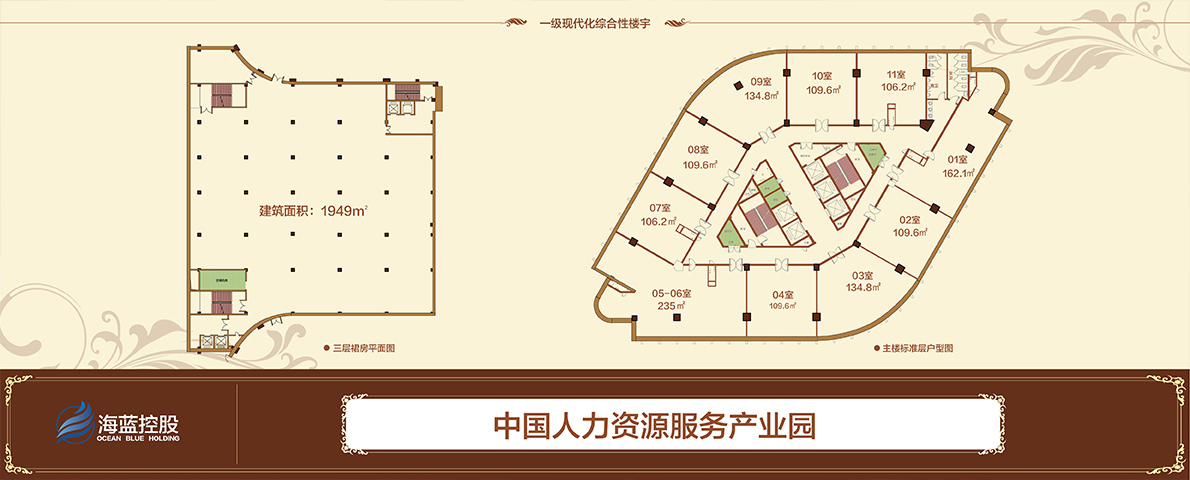 一级现代化综合性楼宇
建筑面积：1949㎡
三层裙房平面图
09室
134.8㎡
10室
109.6㎡
11室
106.2㎡
08室
109.6㎡
01室
162.1㎡
07室
106.2㎡
02室
109.6㎡
05-06室
235㎡
04室
109.6㎡
03室
134.8㎡
主楼标准层户型图
海蓝控股
OCEAN BLUE HOLDING
中国人力资源服务产业园